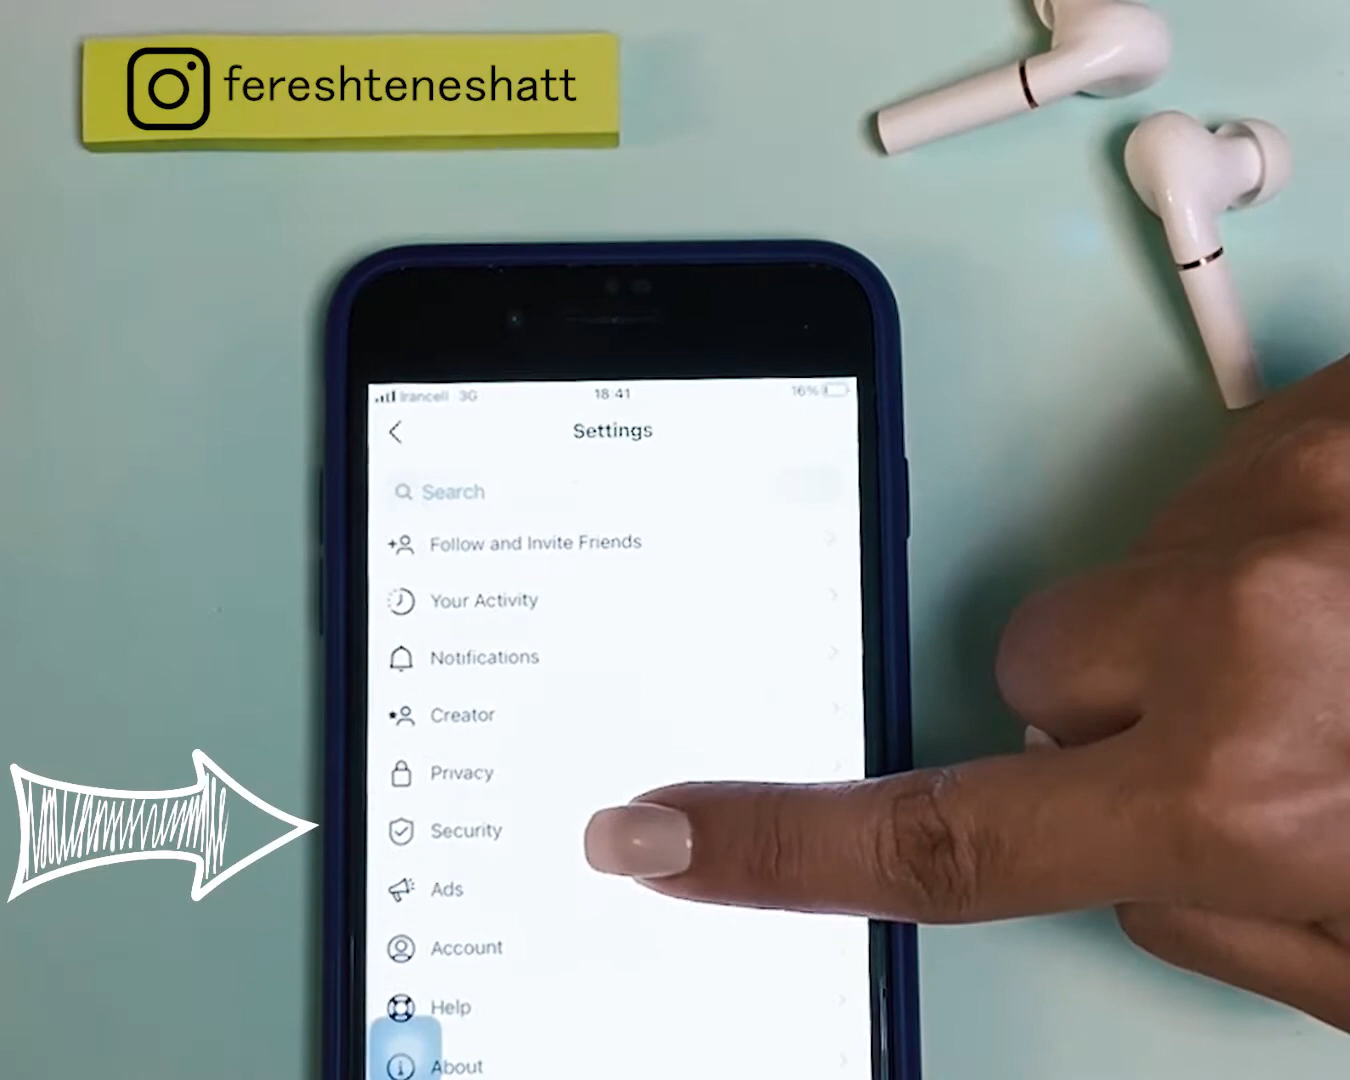 fereshteneshatt
Irancell 3G 18:41 16%
Settings
Search
Follow and Invite Friends
Your Activity
Notifications
Creator
Privacy
Security
Ads
Account
Help
About